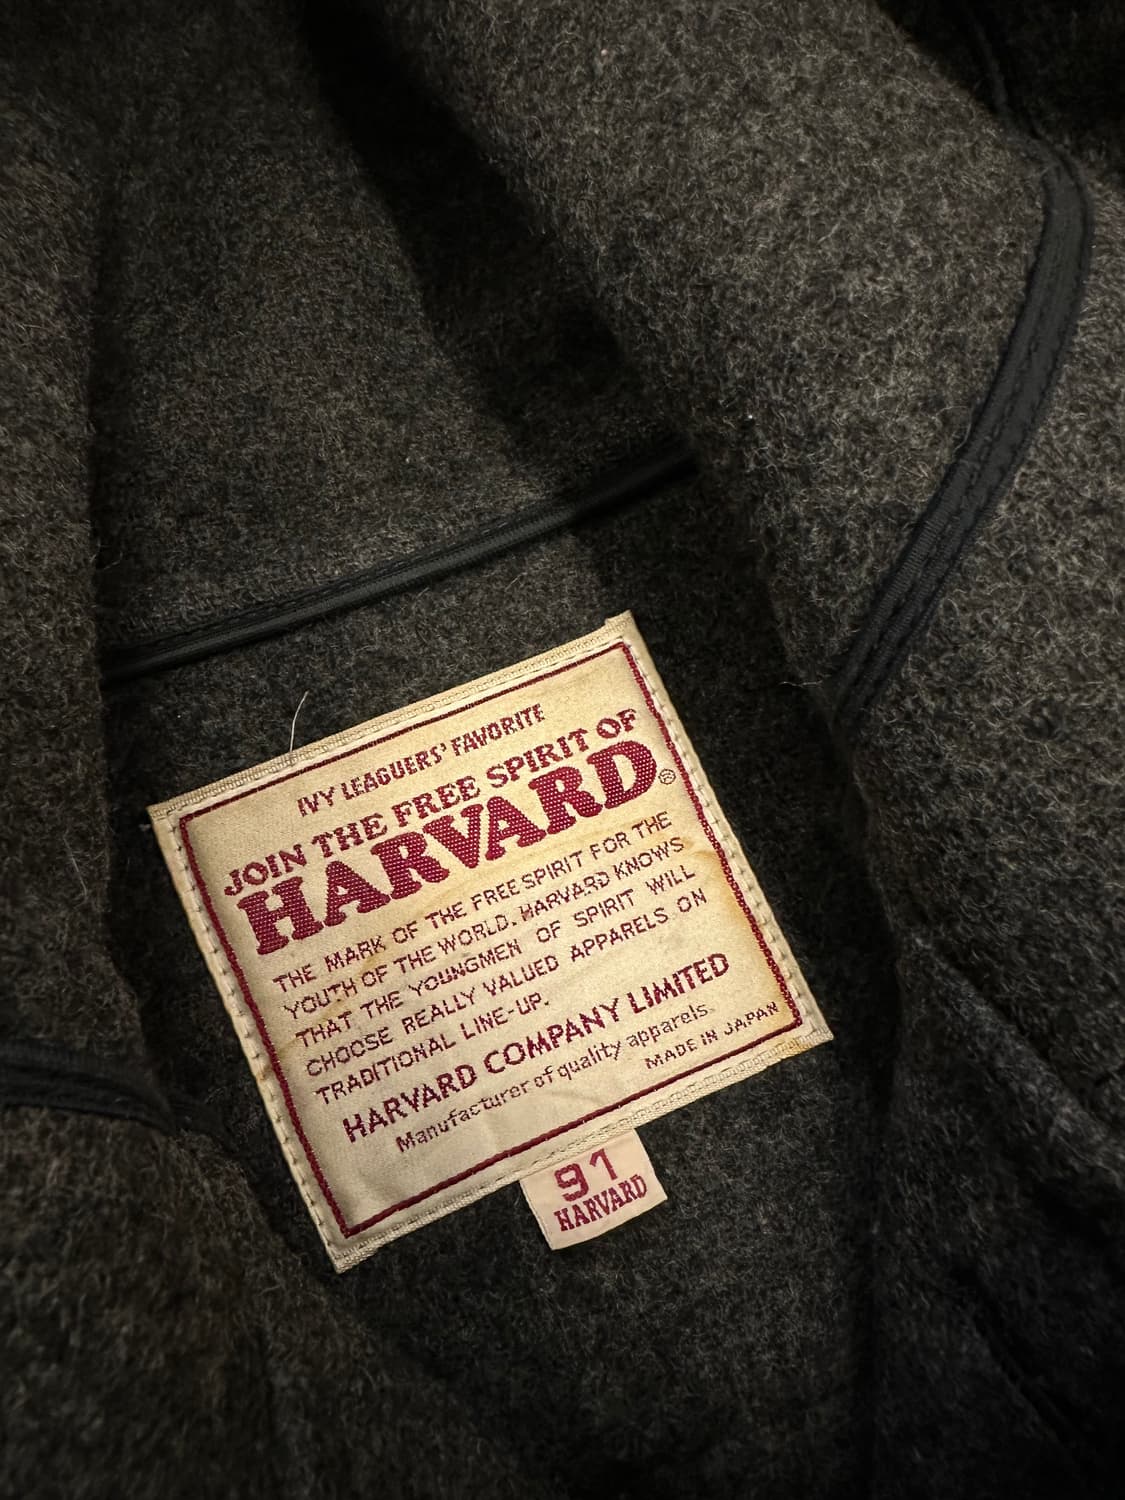 IVY LEAGUERS' FAVORITE
JOIN THE FREE SPIRIT OF
HARVARD®
THE MARK OF THE FREE SPIRIT FOR THE
YOUTH OF THE WORLD. HARVARD KNOWS
THAT THE YOUNGMEN OF SPIRIT WILL
CHOOSE REALLY VALUED APPARELS ON
TRADITIONAL LINE-UP.
HARVARD COMPANY LIMITED
Manufacturer of quality apparels.
MADE IN JAPAN
91
HARVARD